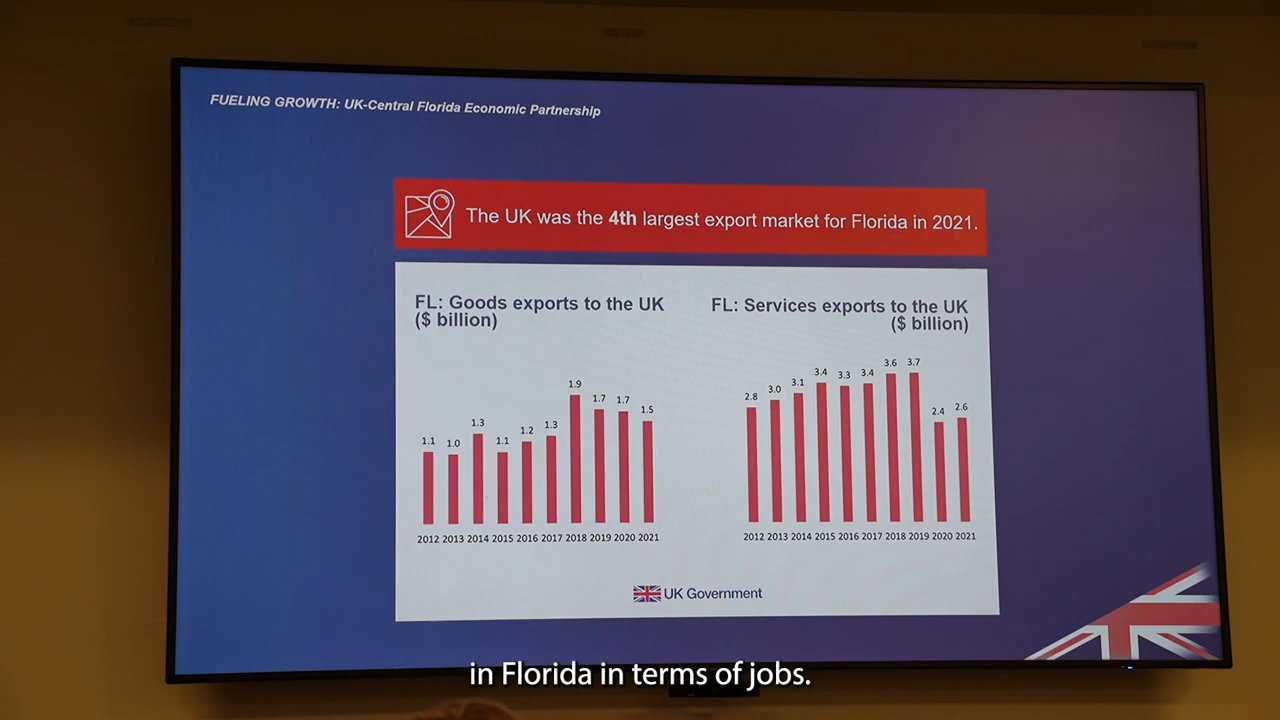 FUELING GROWTH: UK-Central Florida Economic Partnership
The UK was the 4th largest export market for Florida in 2021.
FL: Goods exports to the UK
($ billion)
1.1 1.0 1.3 1.1 1.2 1.3 1.9 1.7 1.7 1.5
2012 2013 2014 2015 2016 2017 2018 2019 2020 2021
FL: Services exports to the UK
($ billion)
2.8 3.0 3.1 3.4 3.3 3.4 3.6 3.7 2.4 2.6
2012 2013 2014 2015 2016 2017 2018 2019 2020 2021
UK Government
in Florida in terms of jobs.